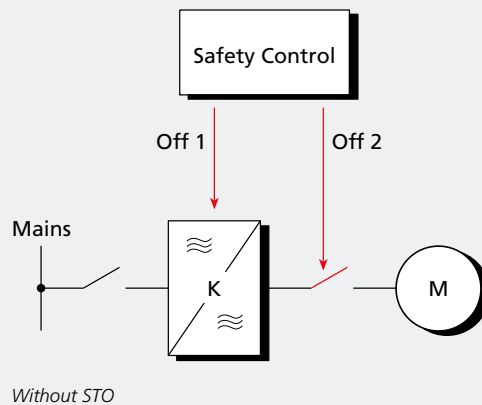 Safety Control
Off 1
Off 2
Mains
K
M
Without STO